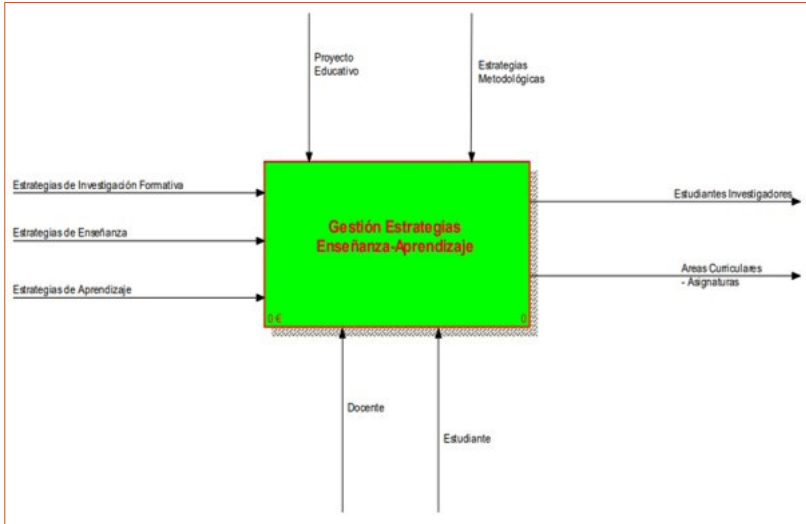 Proyecto
Educativo
Estrategias
Metodológicas
Estrategias de Investigación Formativa
Estrategias de Enseñanza
Estrategias de Aprendizaje
Gestión Estrategias
Enseñanza-Aprendizaje
0 €
0
Estudiantes Investigadores
Areas Curriculares
- Asignaturas
Docente
Estudiante